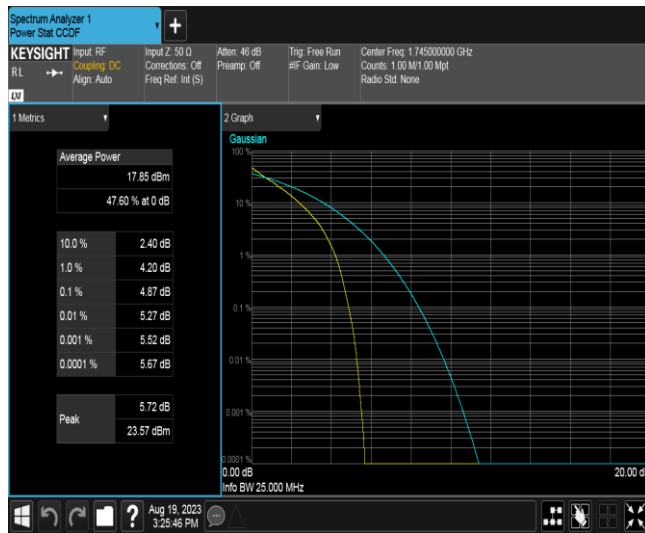 Spectrum Analyzer 1
Power Stat CCDF
+
KEYSIGHT
RL
LXI
Input: RF
Coupling: DC
Align: Auto
Input Z: 50 Ω
Corrections: Off
Freq Ref: Int (S)
Atten: 46 dB
Preamp: Off
Trig: Free Run
#IF Gain: Low
Center Freq: 1.745000000 GHz
Counts: 1.00 M/1.00 Mpt
Radio Std: None
1 Metrics
Average Power
17.85 dBm
47.60 % at 0 dB
10.0 % 2.40 dB
1.0 % 4.20 dB
0.1 % 4.87 dB
0.01 % 5.27 dB
0.001 % 5.52 dB
0.0001 % 5.67 dB
Peak
5.72 dB
23.57 dBm
2 Graph
Gaussian
100 %
10 %
1 %
0.1 %
0.01 %
0.001 %
0.0001 %
0.00 dB
20.00 d
Info BW 25.000 MHz
?
Aug 19, 2023
3:25:46 PM